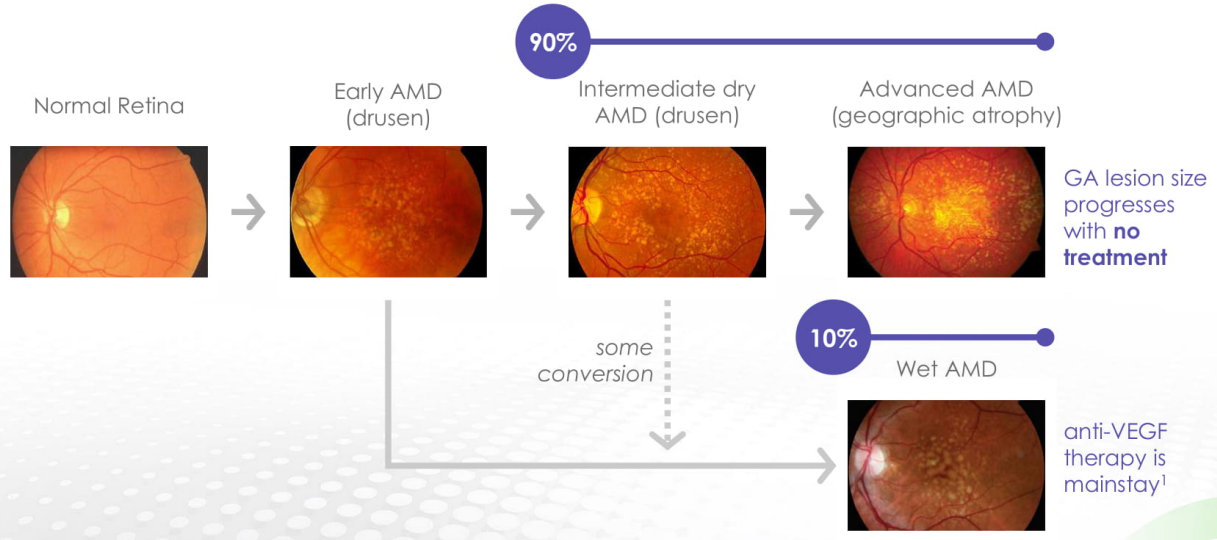 90%
Normal Retina
Early AMD
(drusen)
Intermediate dry
AMD (drusen)
Advanced AMD
(geographic atrophy)
GA lesion size
progresses
with no
treatment
some
conversion
10%
Wet AMD
anti-VEGF
therapy is
mainstay¹